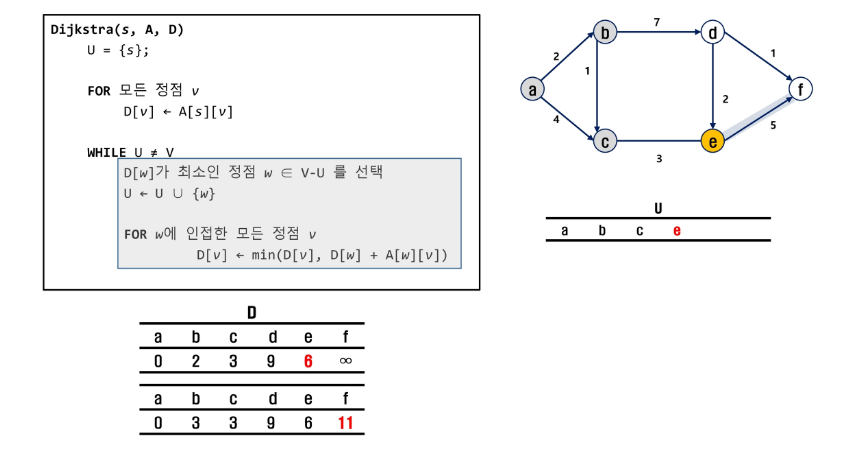 Dijkstra(s, A, D)
U = {s};
FOR 모든 정점 v
D[v] ← A[s][v]
WHILE U ≠ V
D[w]가 최소인 정점 w ∈ V-U 를 선택
U ← U ∪ {w}
FOR w에 인접한 모든 정점 v
D[v] ← min(D[v], D[w] + A[w][v])
b 7 d
2 1 1
a 2 f
4 5
c 3 e
U
a b c e
D
a b c d e f
0 2 3 9 6 ∞
a b c d e f
0 3 3 9 6 11